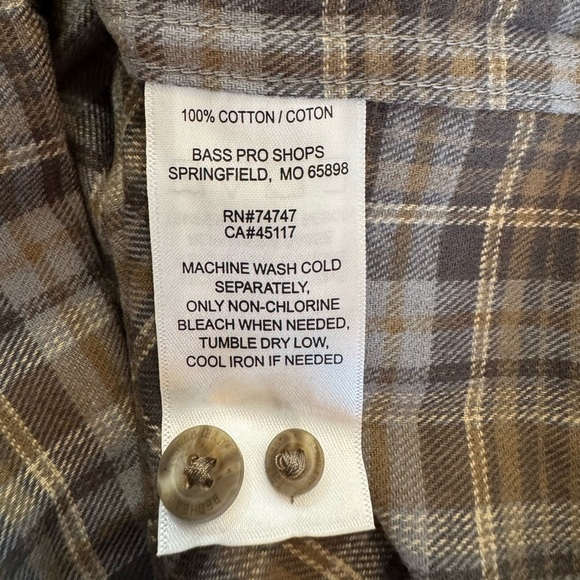 100% COTTON / COTON
BASS PRO SHOPS
SPRINGFIELD, MO 65898
RN#74747
CA#45117
MACHINE WASH COLD
SEPARATELY,
ONLY NON-CHLORINE
BLEACH WHEN NEEDED,
TUMBLE DRY LOW,
COOL IRON IF NEEDED